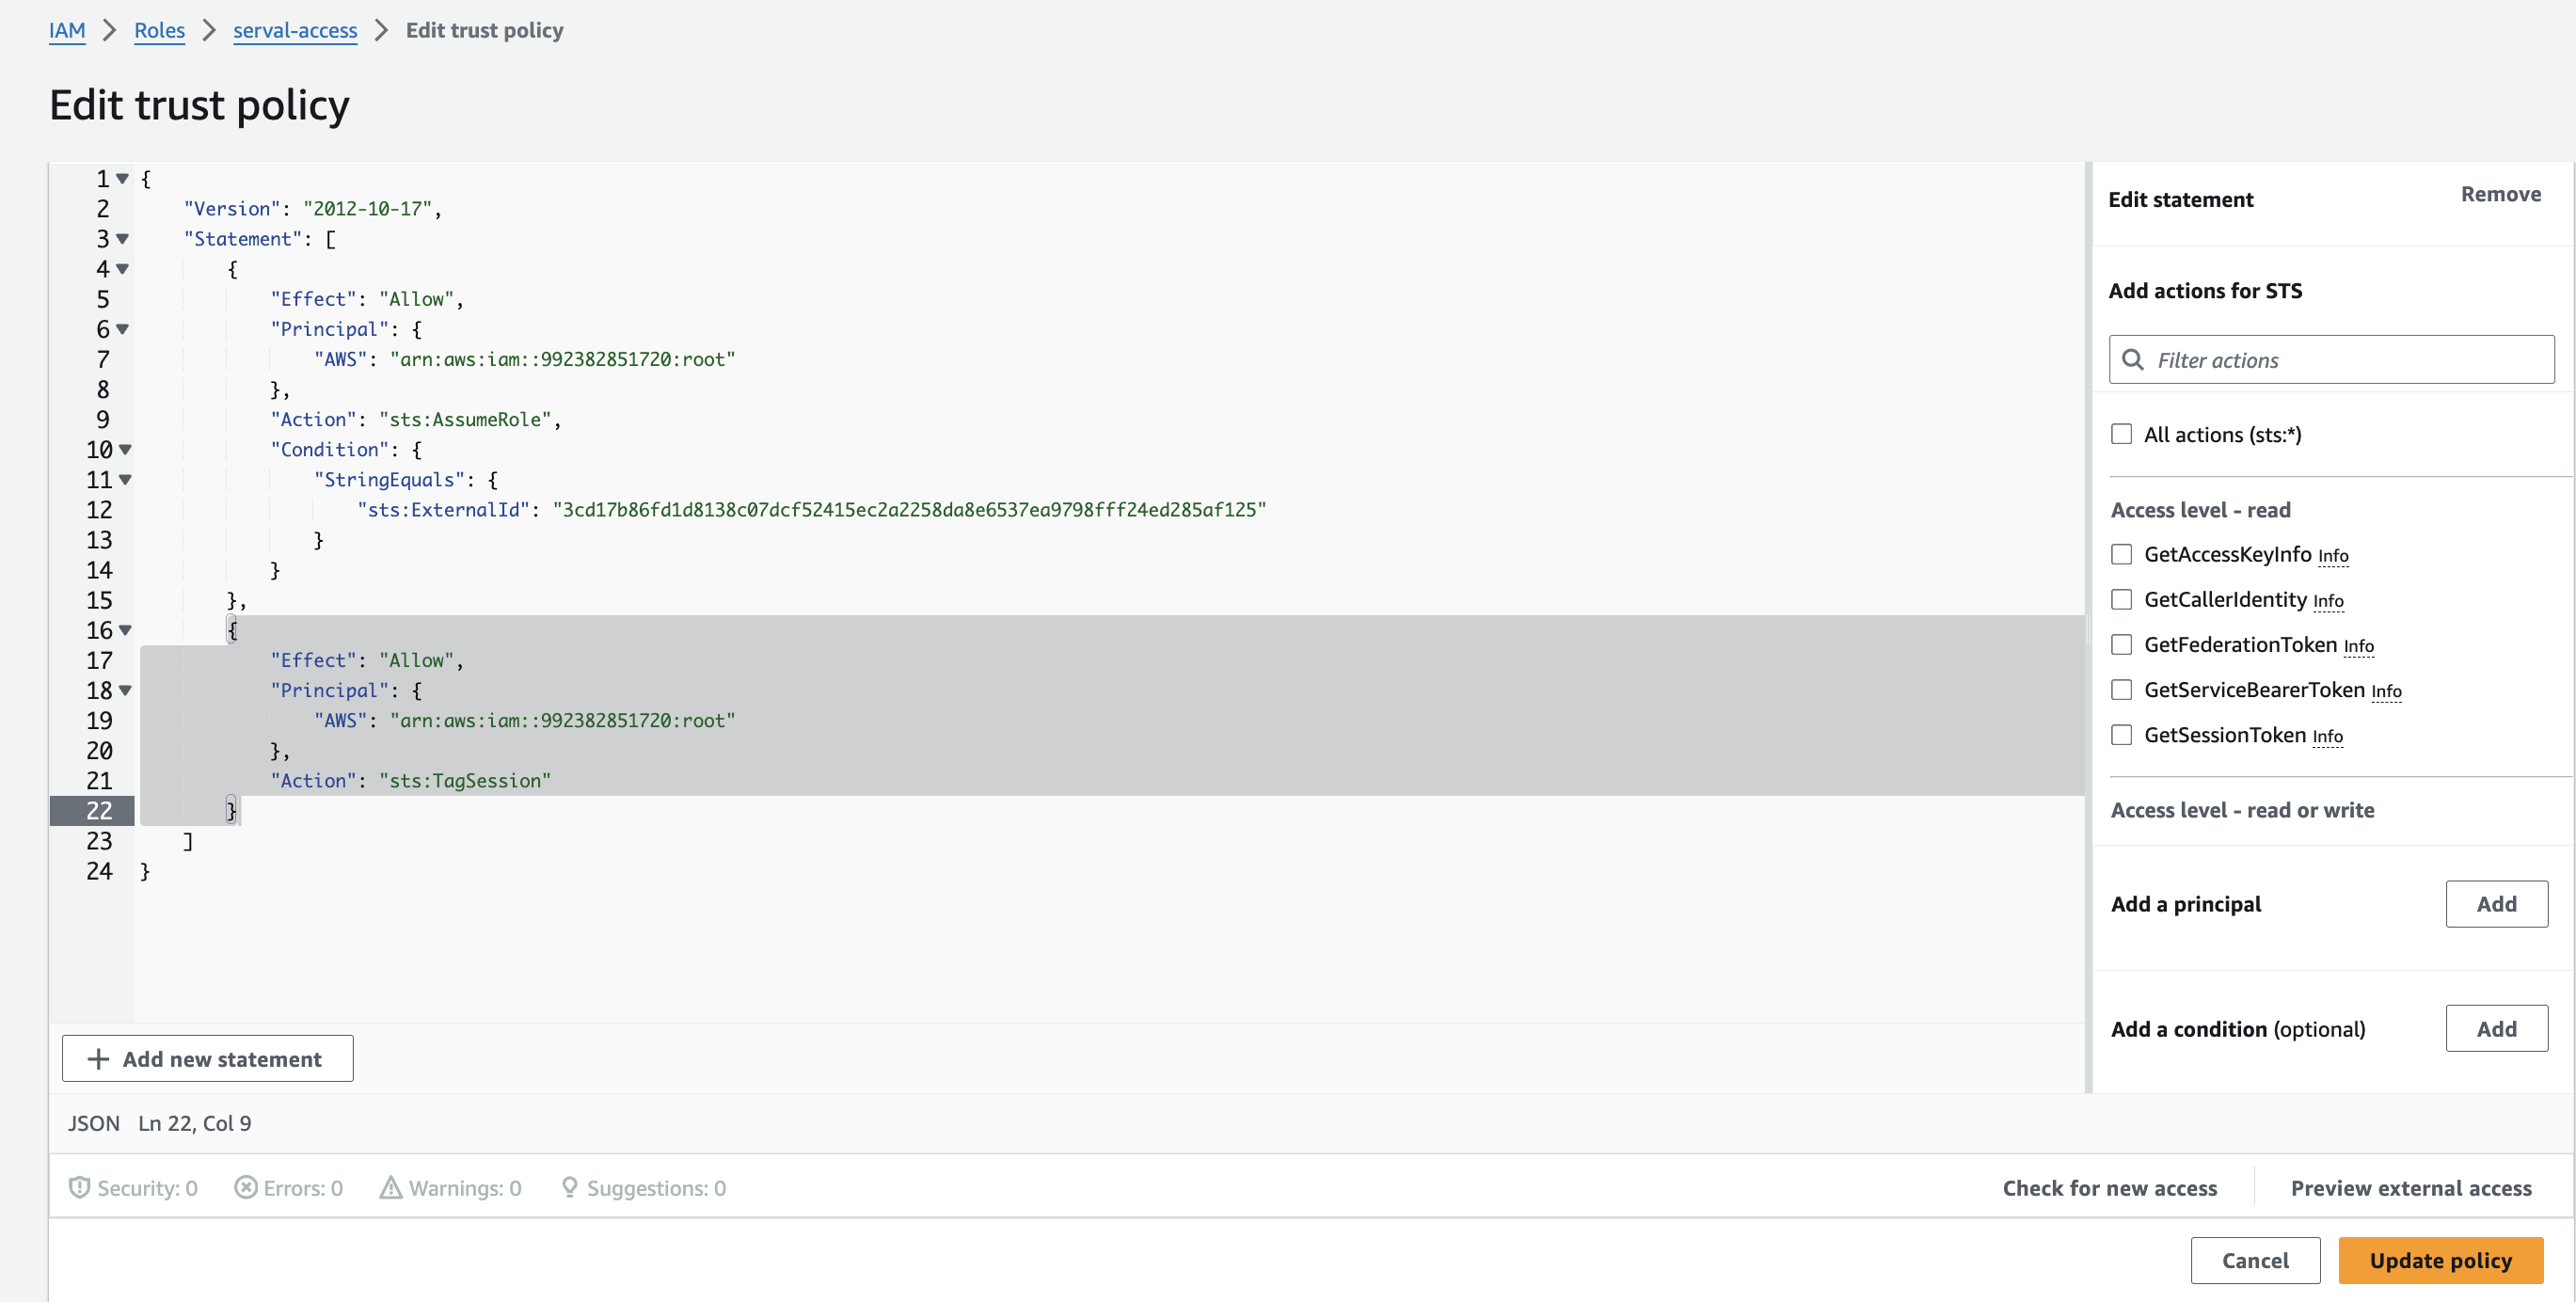 IAM > Roles > serval-access > Edit trust policy
Edit trust policy
1 {
2 "Version": "2012-10-17",
3 "Statement": [
4 {
5 "Effect": "Allow",
6 "Principal": {
7 "AWS": "arn:aws:iam::992382851720:root"
8 },
9 "Action": "sts:AssumeRole",
10 "Condition": {
11 "StringEquals": {
12 "sts:ExternalId": "3cd17b86fd1d8138c07dcf52415ec2a2258da8e6537ea9798fff24ed285af125"
13 }
14 }
15 },
16 {
17 "Effect": "Allow",
18 "Principal": {
19 "AWS": "arn:aws:iam::992382851720:root"
20 },
21 "Action": "sts:TagSession"
22 }
23 ]
24 }
+ Add new statement
Edit statement
Remove
Add actions for STS
Filter actions
All actions (sts:*)
Access level - read
GetAccessKeyInfo Info
GetCallerIdentity Info
GetFederationToken Info
GetServiceBearerToken Info
GetSessionToken Info
Access level - read or write
Add a principal
Add
Add a condition (optional)
Add
JSON Ln 22, Col 9
Security: 0 Errors: 0 Warnings: 0 Suggestions: 0
Check for new access
Preview external access
Cancel
Update policy